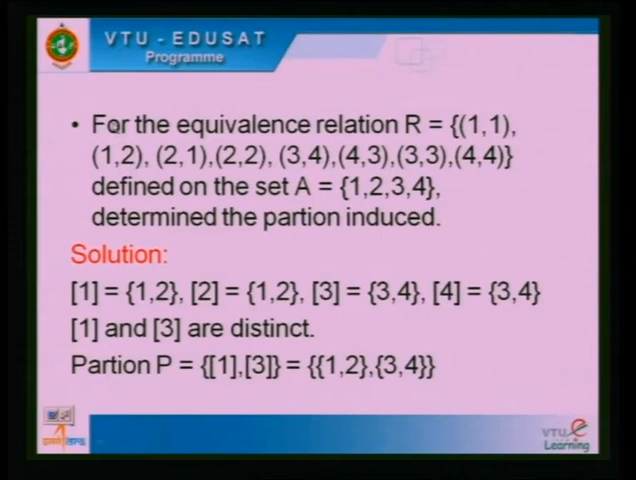 VTU - EDUSAT
Programme
• For the equivalence relation R = {(1,1),
(1,2), (2,1),(2,2), (3,4),(4,3),(3,3),(4,4)}
defined on the set A = {1,2,3,4},
determined the partion induced.
Solution:
[1] = {1,2}, [2] = {1,2}, [3] = {3,4}, [4] = {3,4}
[1] and [3] are distinct.
Partion P = {[1],[3]} = {{1,2},{3,4}}
VTU e
Learning